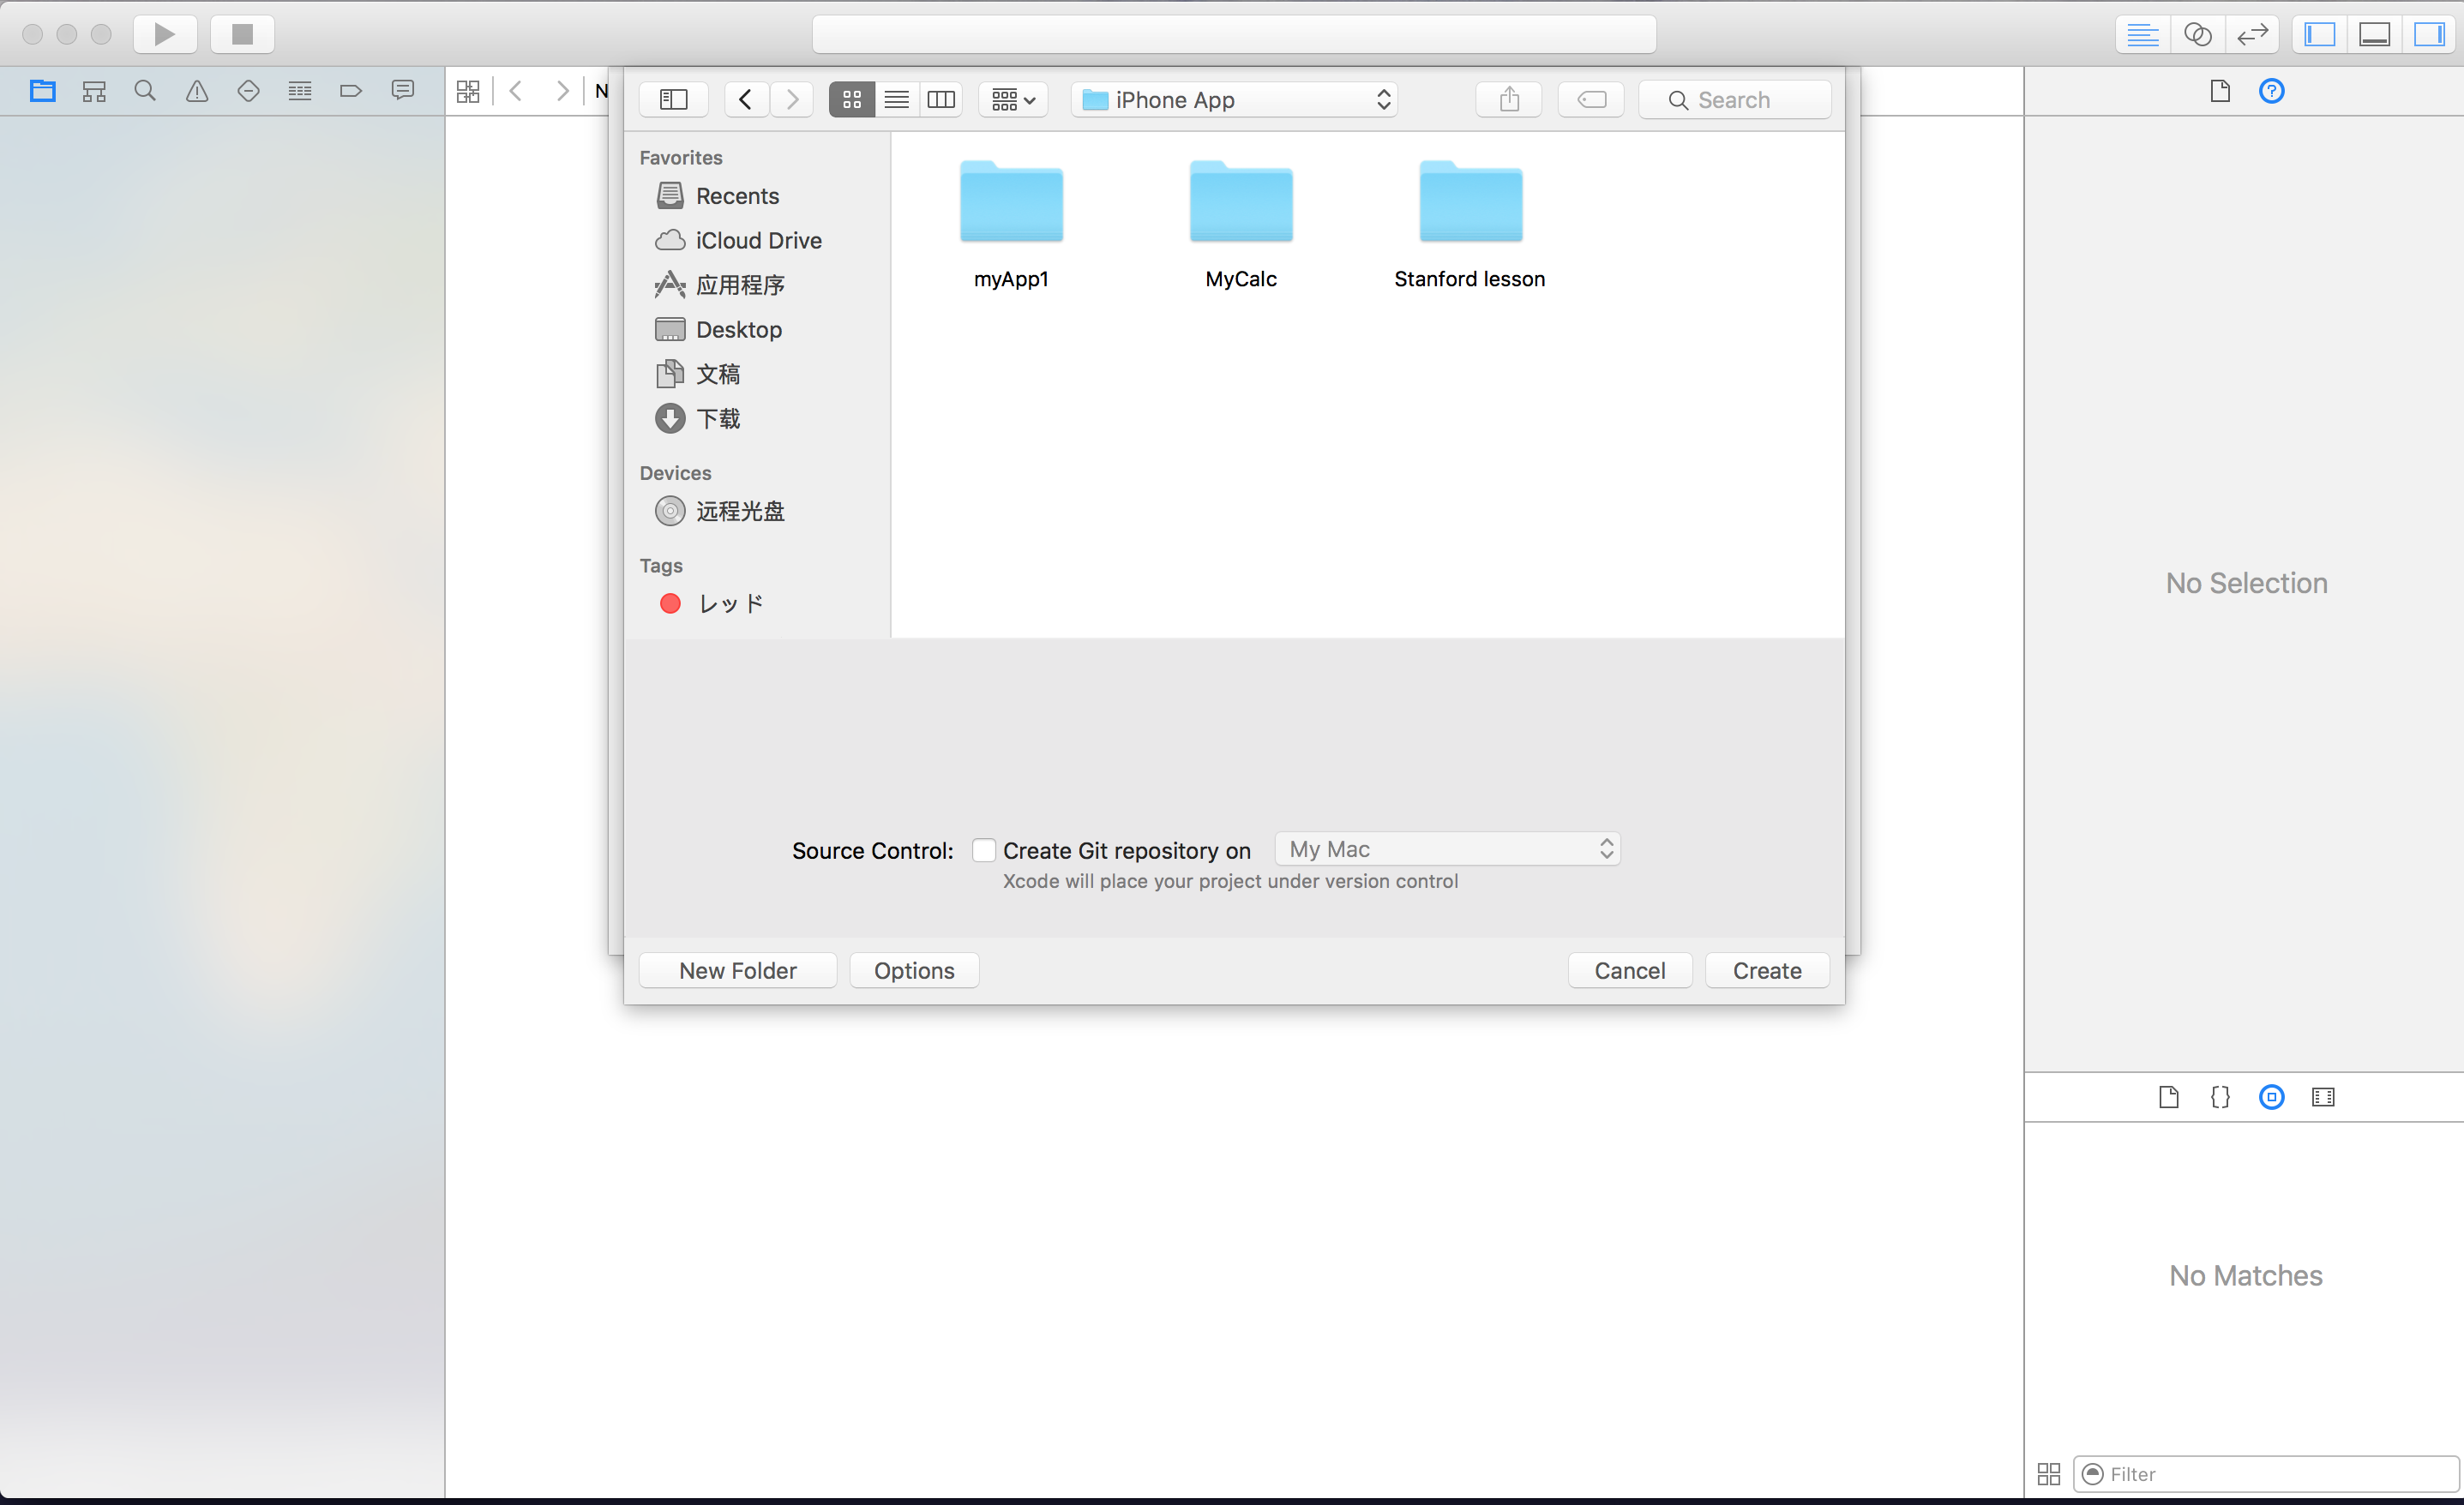 N
iPhone App
Search
Favorites
Recents
iCloud Drive
应用程序
Desktop
文稿
下载
Devices
远程光盘
Tags
レッド
myApp1
MyCalc
Stanford lesson
No Selection
Source Control:
Create Git repository on
My Mac
Xcode will place your project under version control
New Folder
Options
Cancel
Create
No Matches
Filter